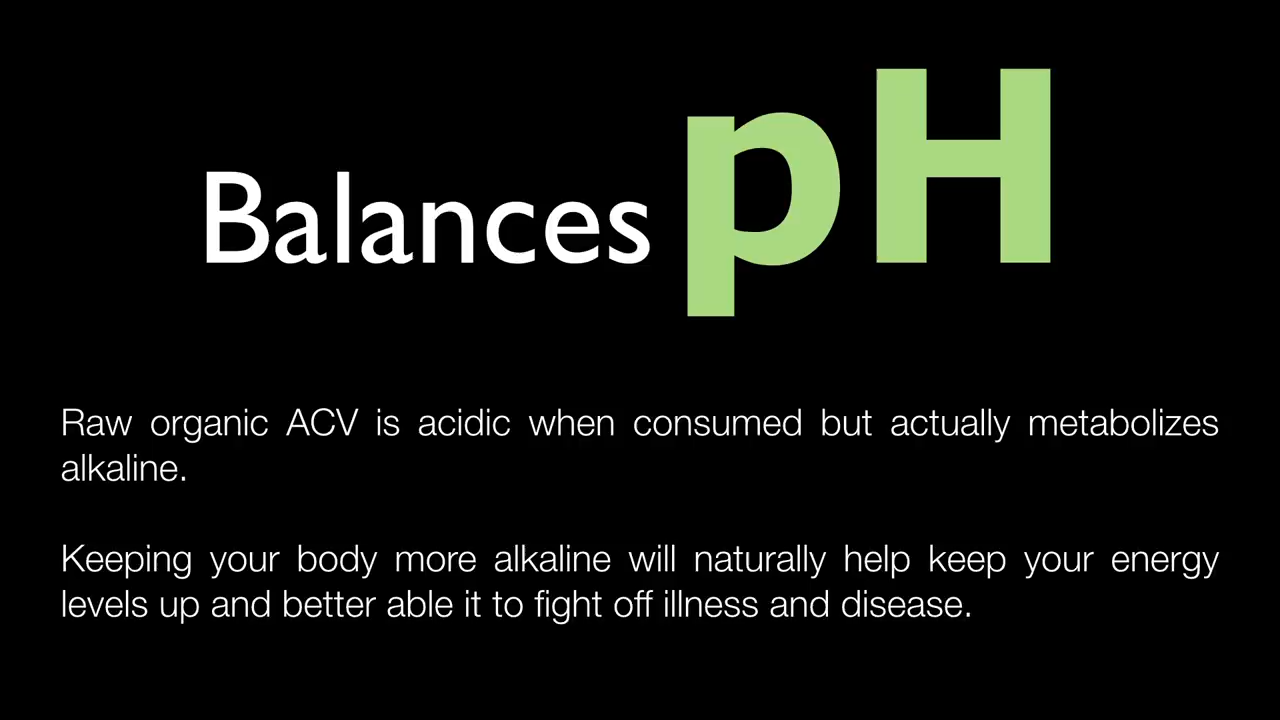 Balances pH
Raw organic ACV is acidic when consumed but actually metabolizes
alkaline.
Keeping your body more alkaline will naturally help keep your energy
levels up and better able it to fight off illness and disease.